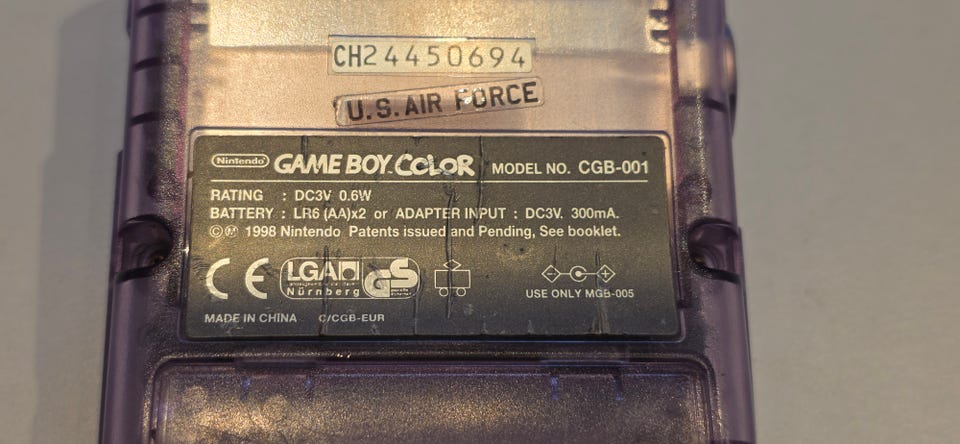 CH24450694
U.S. AIR FORCE
Nintendo GAME BOY COLOR MODEL NO. CGB-001
RATING : DC3V 0.6W
BATTERY : LR6 (AA)x2 or ADAPTER INPUT : DC3V. 300mA.
©Ⓜ 1998 Nintendo Patents issued and Pending, See booklet.
CE LGA GS
Nürnberg
USE ONLY MGB-005
MADE IN CHINA C/CGB-EUR